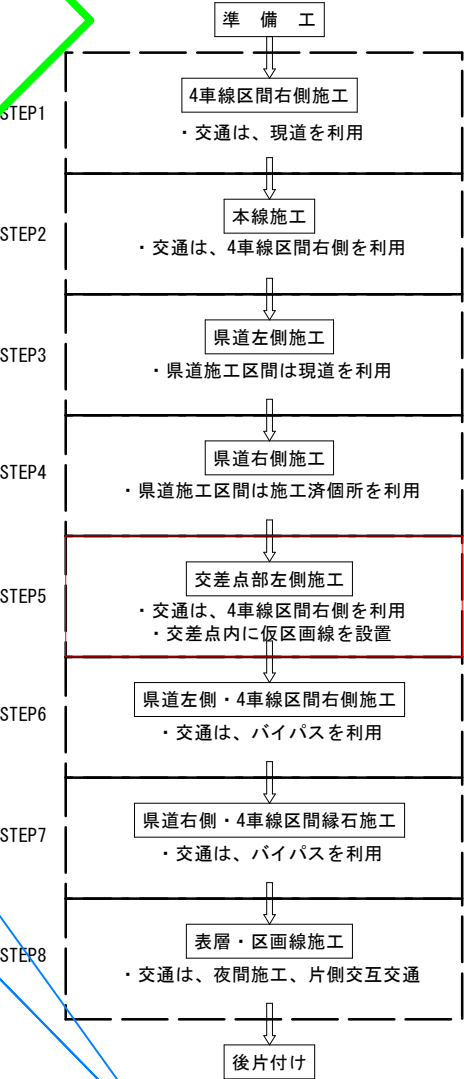 準 備 工
STEP1
4車線区間右側施工
・交通は、現道を利用
STEP2
本線施工
・交通は、4車線区間右側を利用
STEP3
県道左側施工
・県道施工区間は現道を利用
STEP4
県道右側施工
・県道施工区間は施工済個所を利用
STEP5
交差点部左側施工
・交通は、4車線区間右側を利用
・交差点内に仮区画線を設置
STEP6
県道左側・4車線区間右側施工
・交通は、バイパスを利用
STEP7
県道右側・4車線区間縁石施工
・交通は、バイパスを利用
STEP8
表層・区画線施工
・交通は、夜間施工、片側交互交通
後片付け